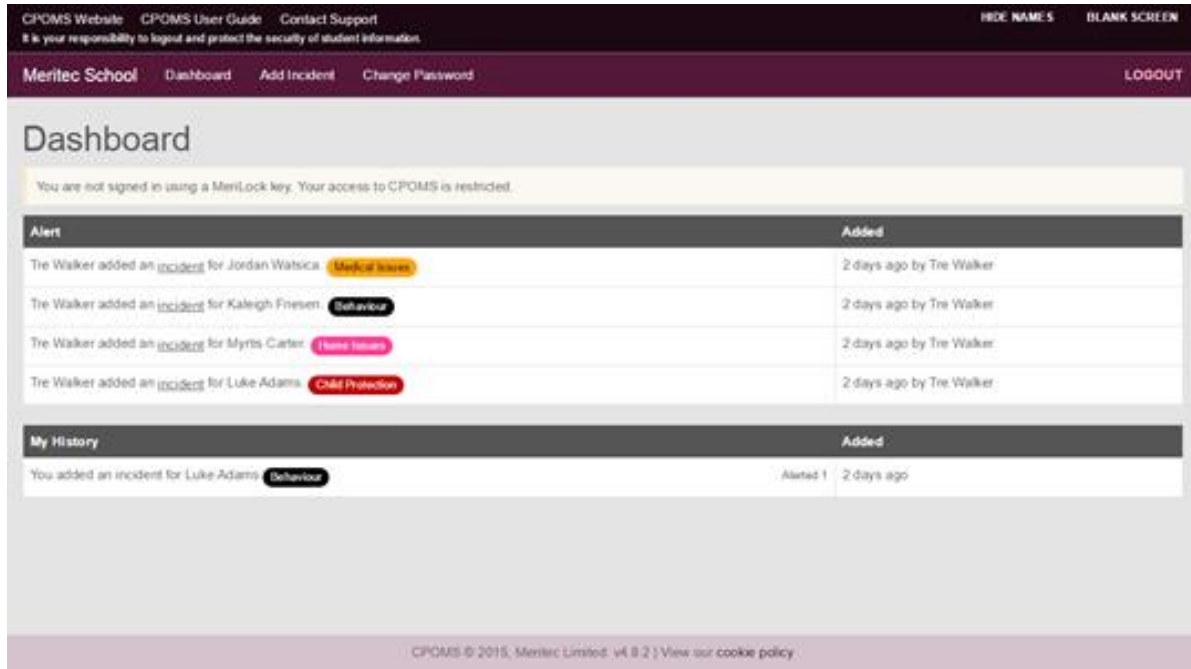 CPOMS Website CPOMS User Guide Contact Support HIDE NAMES BLANK SCREEN
It is your responsibility to logout and protect the security of student information.
Meritec School Dashboard Add Incident Change Password LOGOUT
Dashboard
You are not signed in using a MeriLock key. Your access to CPOMS is restricted.
Alert Added
Tre Walker added an incident for Jordan Watsica. Medical Issues 2 days ago by Tre Walker
Tre Walker added an incident for Kaleigh Friesen. Behaviour 2 days ago by Tre Walker
Tre Walker added an incident for Myrtis Carter. Home Issues 2 days ago by Tre Walker
Tre Walker added an incident for Luke Adams. Child Protection 2 days ago by Tre Walker
My History Added
You added an incident for Luke Adams Behaviour Alerted 1 2 days ago
CPOMS © 2015, Meritec Limited. v4.8.2 | View our cookie policy